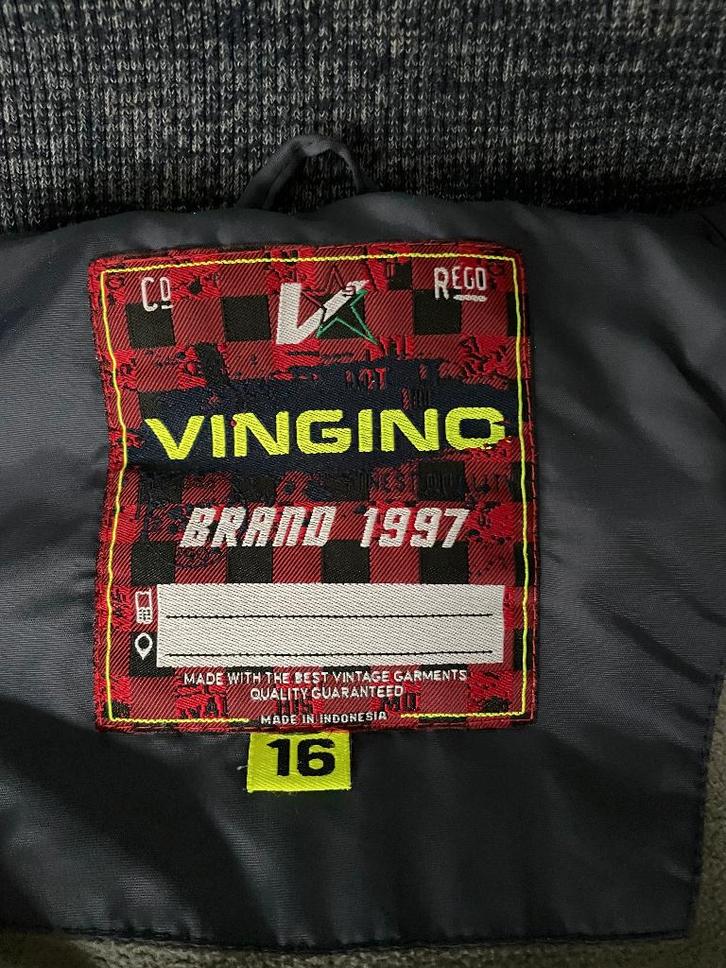 Co REGO
VINGINO
BRAND 1997
MADE WITH THE BEST VINTAGE GARMENTS
QUALITY GUARANTEED
MADE IN INDONESIA
16